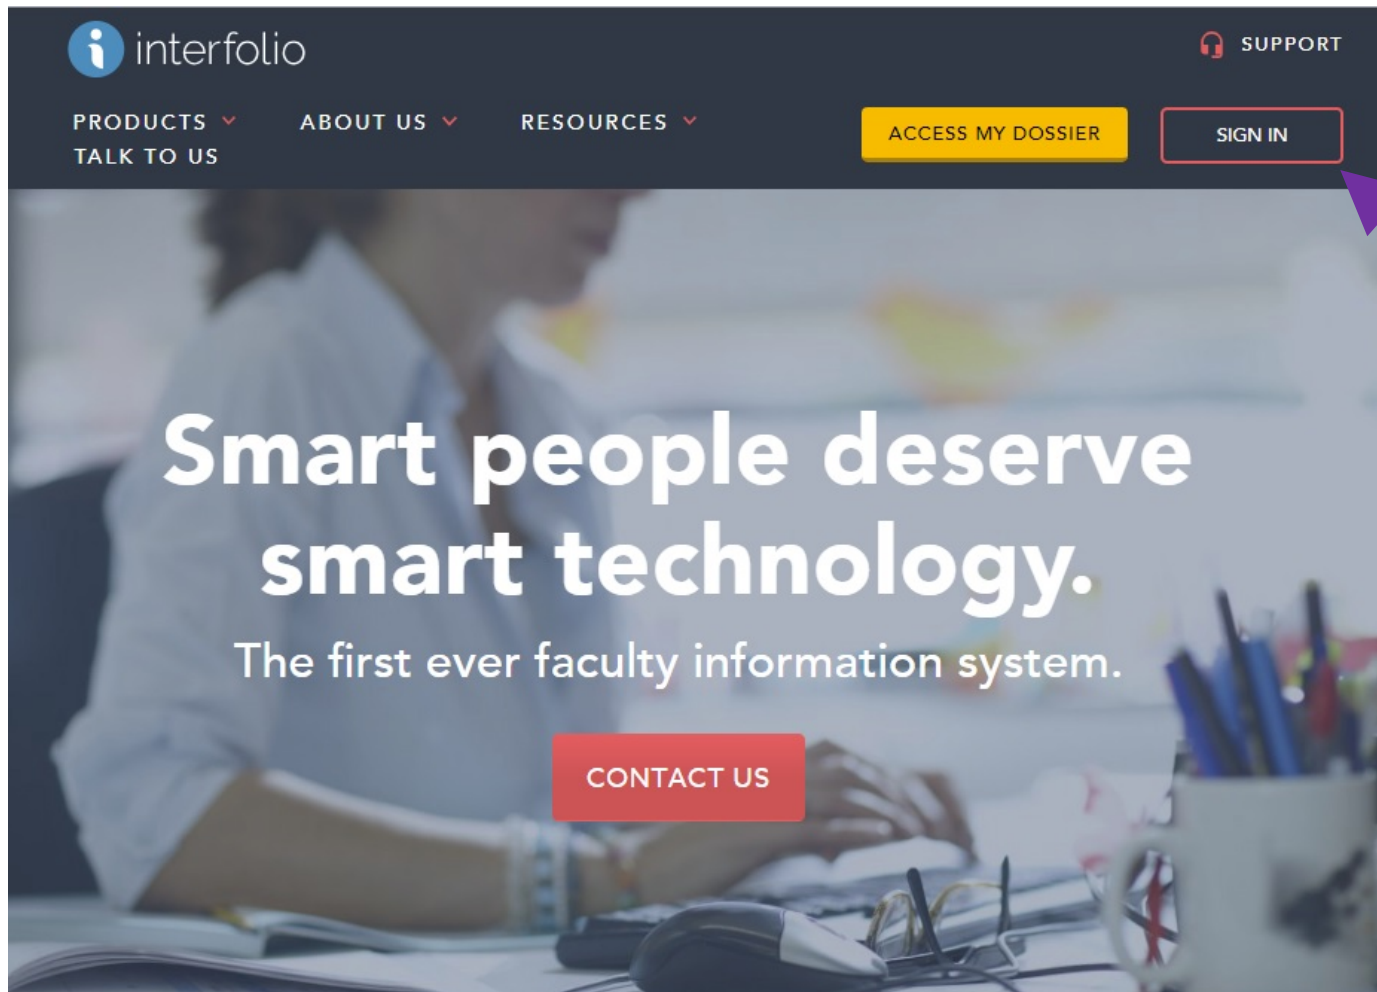 interfolio
SUPPORT
PRODUCTS
ABOUT US
RESOURCES
TALK TO US
ACCESS MY DOSSIER
SIGN IN
Smart people deserve
smart technology.
The first ever faculty information system.
CONTACT US